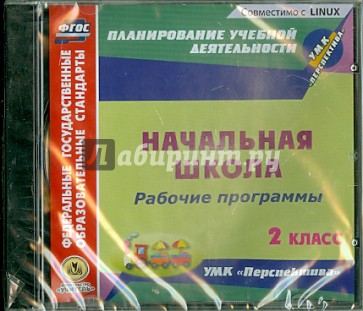 Совместимо с LINUX
ФГОС
ПЛАНИРОВАНИЕ УЧЕБНОЙ
ДЕЯТЕЛЬНОСТИ
УМК
«ПЕРСПЕКТИВА»
ФЕДЕРАЛЬНЫЕ ГОСУДАРСТВЕННЫЕ
ОБРАЗОВАТЕЛЬНЫЕ СТАНДАРТЫ
НАЧАЛЬНАЯ
ШКОЛА
Лабиринт.ру
Рабочие программы
2 КЛАСС
УМК «Перспектива»
«УЧИТЕЛЬ»